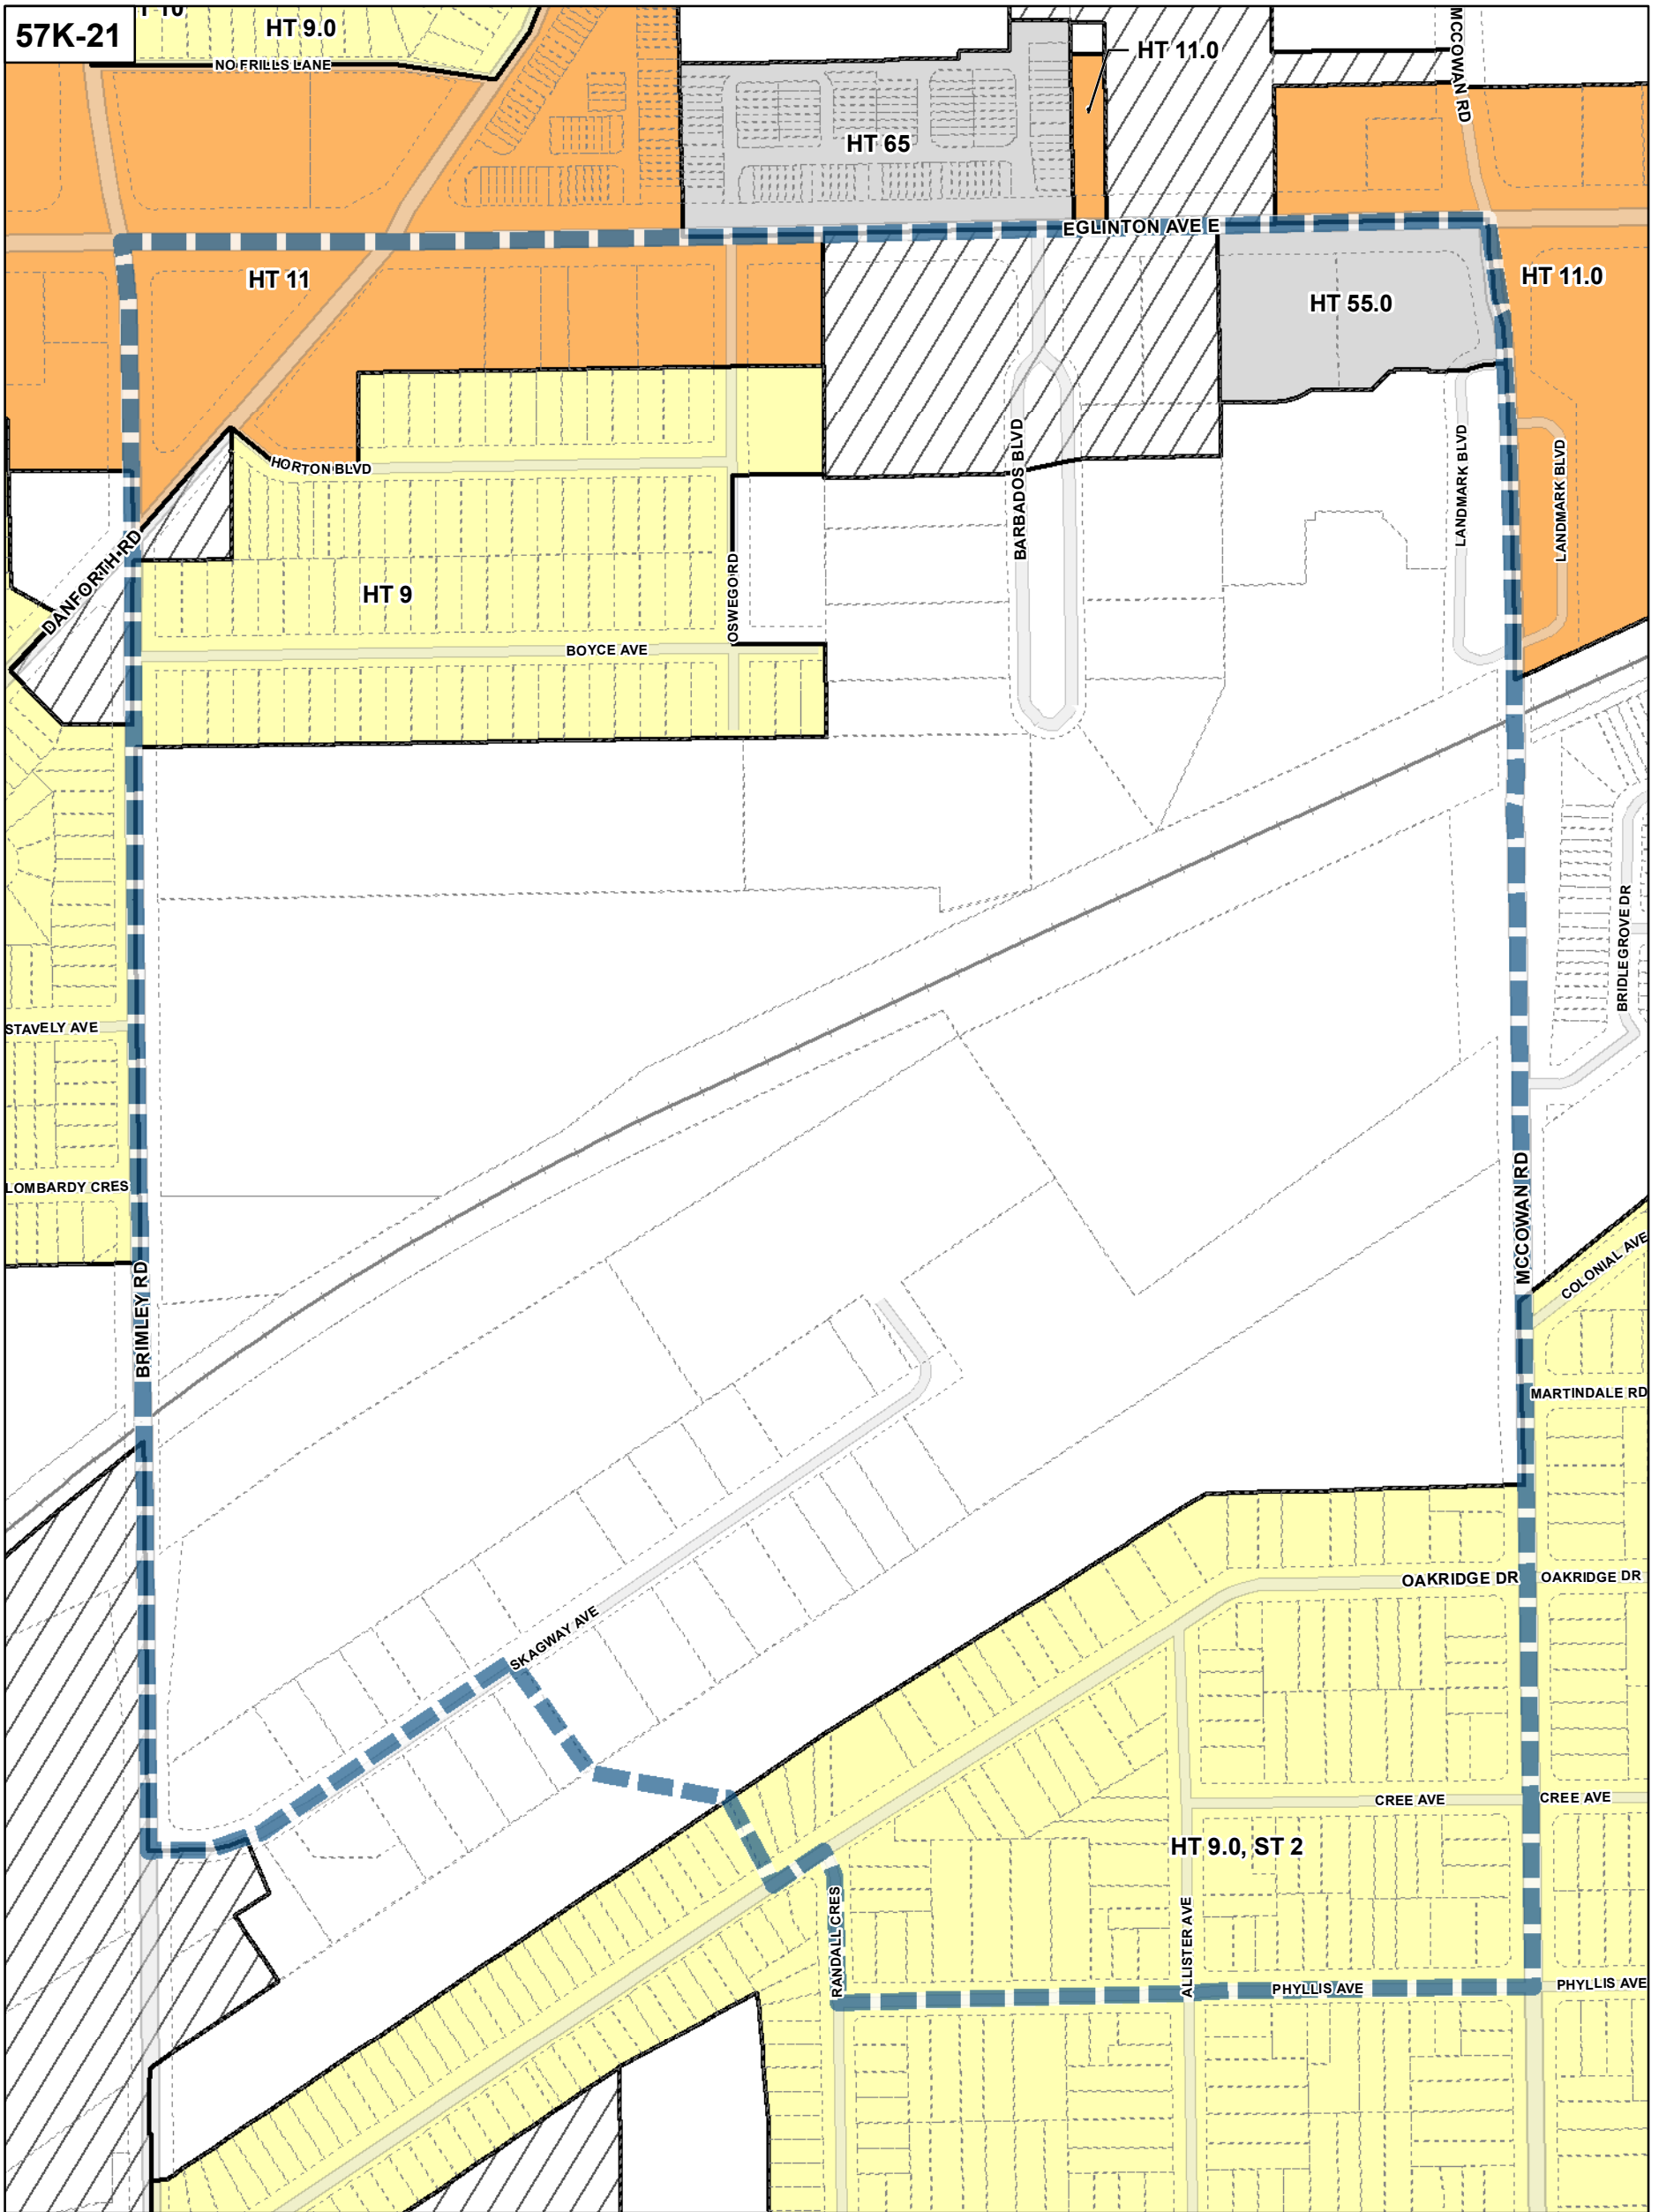 57K-21
HT 9.0
NO FRILLS LANE
MCCOWAN RD
HT 11.0
HT 65
EGLINTON AVE E
HT 11
HT 55.0
HT 11.0
HORTON BLVD
BARBADOS BLVD
LANDMARK BLVD
LANDMARK BLVD
DANFORTH RD
HT 9
OSWEGO RD
BOYCE AVE
BRIDLEGROVE DR
STAVELY AVE
LOMBARDY CRES
MCCOWAN RD
COLONIAL AVE
BRIMLEY RD
MARTINDALE RD
OAKRIDGE DR
OAKRIDGE DR
SKAGWAY AVE
CREE AVE
CREE AVE
HT 9.0, ST 2
RANDALL CRES
ALLISTER AVE
PHYLLIS AVE
PHYLLIS AVE